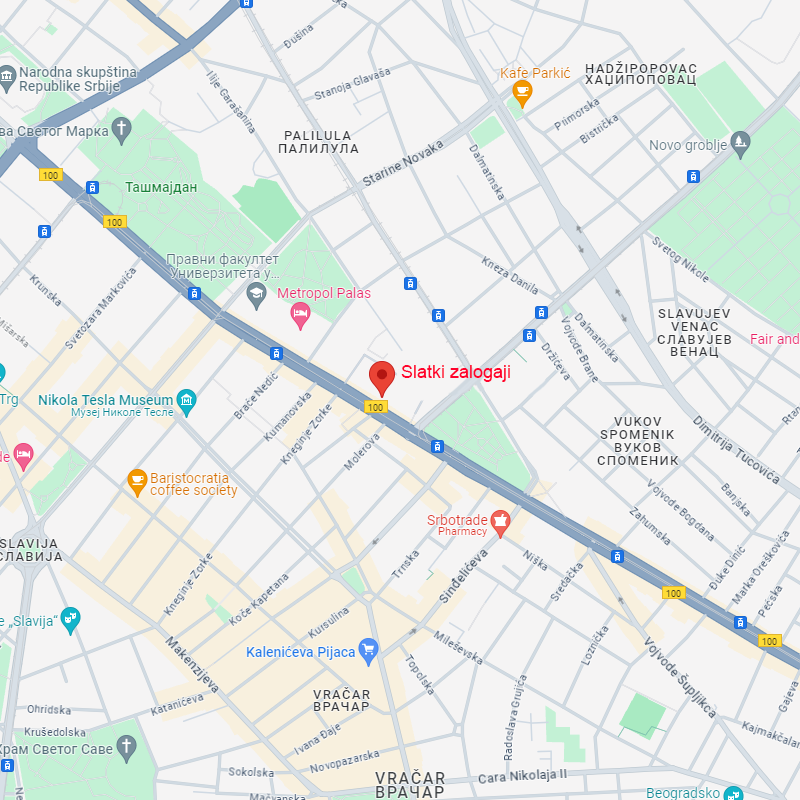 Dušina
Narodna skupština
Republike Srbije
Ilije Garašanina
Stanoja Glavaša
Kafe Parkić
HADŽIPOPOVAC
ХАЏИПОПОВАЦ
ва Светог Марка
PALILULA
ПАЛИЛУЛА
Primorska
Bistrička
Novo groblje
Starine Novaka
Dalmatinska
100
Ташмајдан
100
Правни факултет
Универзитета у...
Svetog Nikole
Krunska
Svetozara Markovića
Metropol Palas
Kneza Danila
Mišarska
SLAVUJEV
VENAC
СЛАВУЈЕВ
ВЕНАЦ
Fair and
Dalmatinska
Vojvode Brane
Držićeva
Slatki zalogaji
100
Trg
Nikola Tesla Museum
Музеј Николе Тесле
Braće Nedić
Kumanovska
Kneginje Zorke
Molerova
VUKOV
SPOMENIK
ВУКОВ
СПОМЕНИК
Dimitrija Tucovića
de
Baristocratia
coffee society
Vojvode Bogdana
Banjska
Zahumska
Srbotrade
Pharmacy
SLAVIJA
СЛАВИЈА
Kneginje Zorke
Koče Kapetana
Trnska
Sinđelićeva
Niška
Sredačka
Đuke Dinić
Marka Oreškovića
Pećska
100
100
e „Slavija“
Kursulina
Makenzijeva
Kalenićeva Pijaca
Mileševska
Loznička
Vojvode Šupljikca
Topolska
Radoslava Grujića
Gajeva
Ohridska
Katanićeva
VRAČAR
ВРАЧАР
Krušedolska
Храм Светог Саве
Ivana Đaje
Novopazarska
Kajmakčalan
Sokolska
Mačvanska
VRAČAR
ВРАЧАР
Cara Nikolaja II
Beogradsko